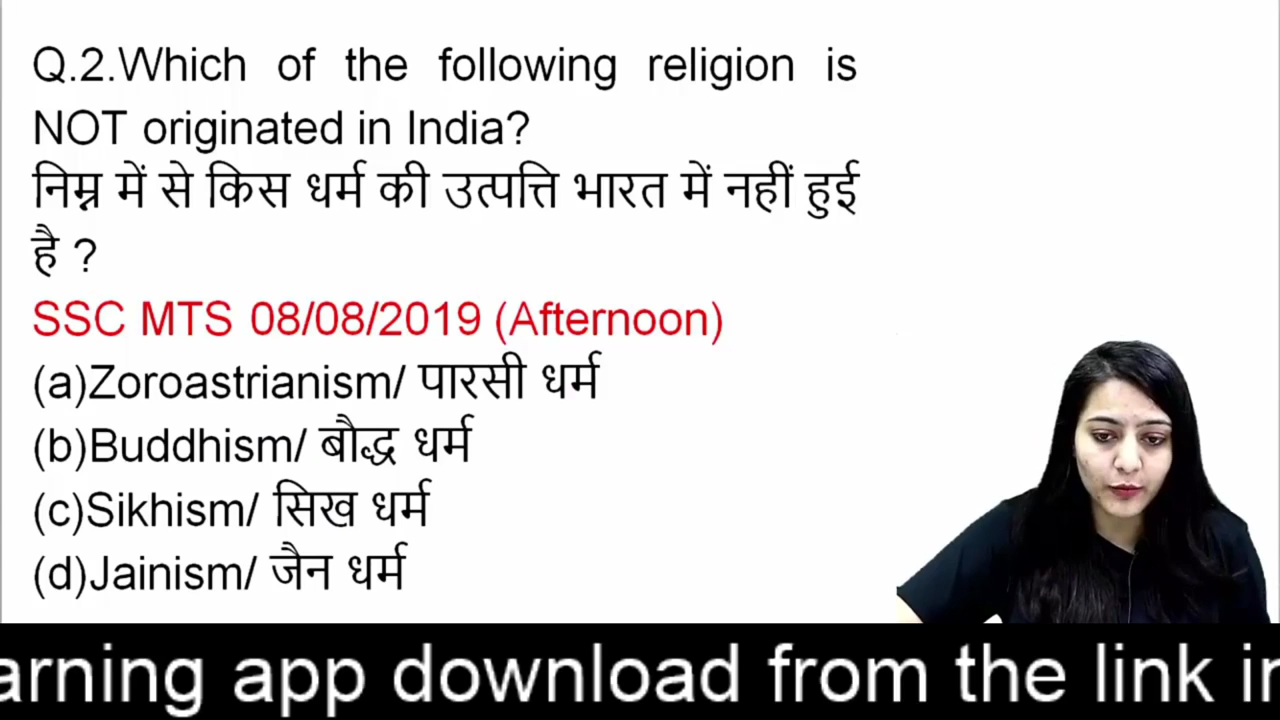 Q.2.Which of the following religion is
NOT originated in India?
निम्न में से किस धर्म की उत्पत्ति भारत में नहीं हुई
है ?
SSC MTS 08/08/2019 (Afternoon)
(a)Zoroastrianism/ पारसी धर्म
(b)Buddhism/ बौद्ध धर्म
(c)Sikhism/ सिख धर्म
(d)Jainism/ जैन धर्म
arning app download from the link in